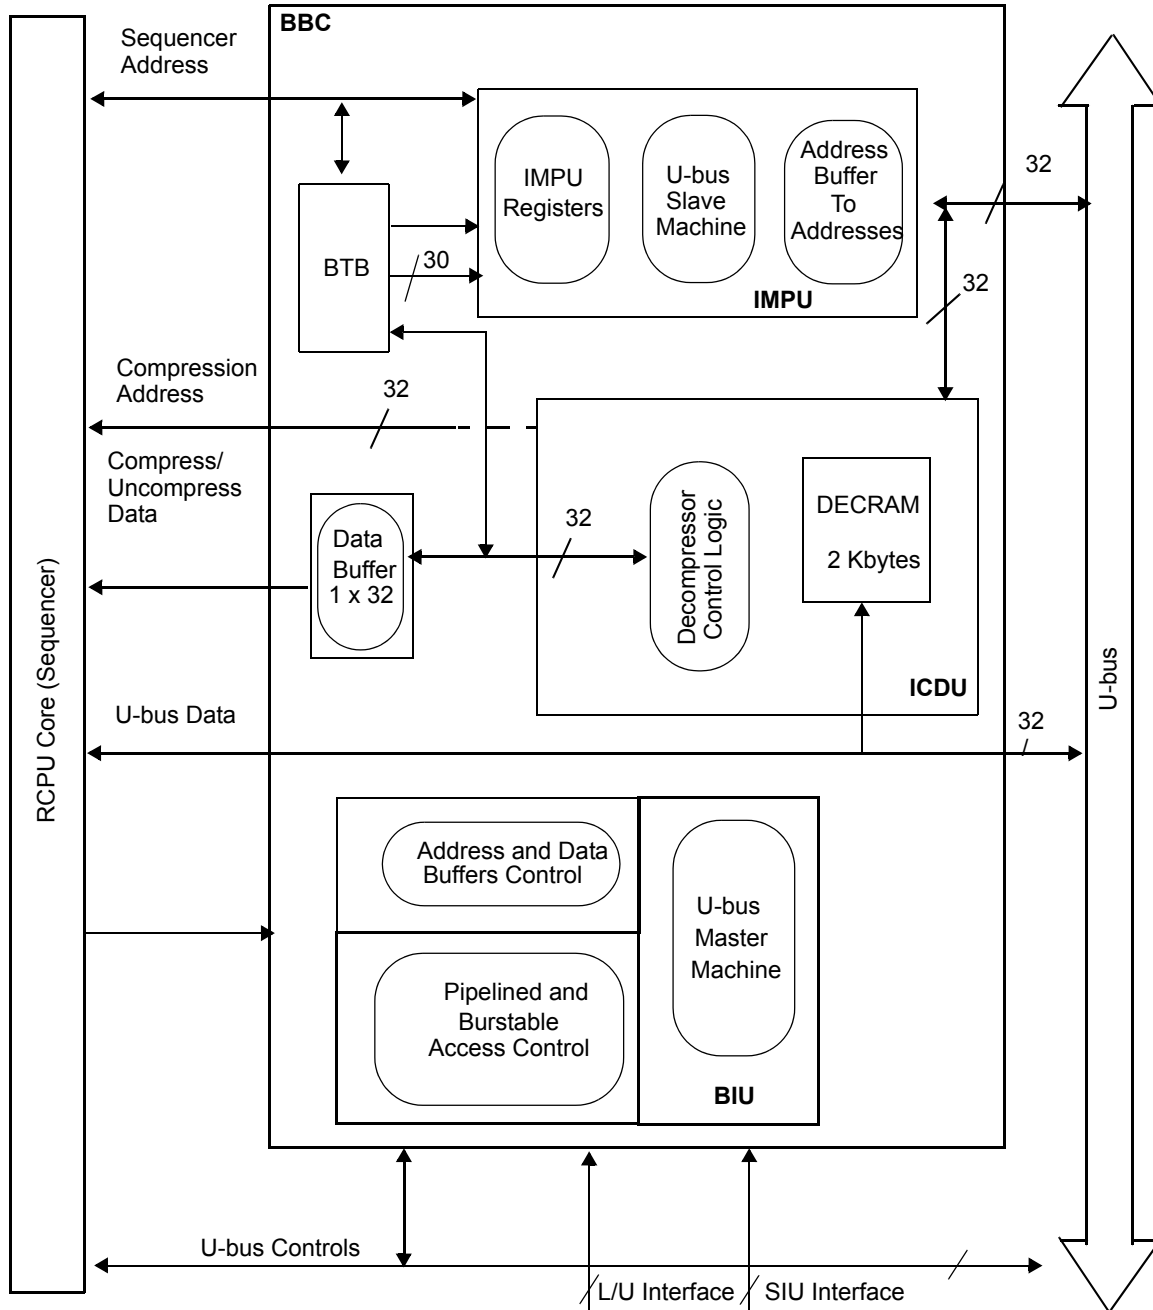 BBC
Sequencer
Address
IMPU
Registers
U-bus
Slave
Machine
Address
Buffer
To
Addresses
IMPU
32
BTB
30
32
Compression
Address
32
Compress/
Uncompress
Data
Data
Buffer
1 x 32
32
Decompressor
Control Logic
DECRAM
2 Kbytes
ICDU
RCPU Core (Sequencer)
U-bus
U-bus Data
32
Address and Data
Buffers Control
U-bus
Master
Machine
Pipelined and
Burstable
Access Control
BIU
U-bus Controls
L/U Interface
SIU Interface